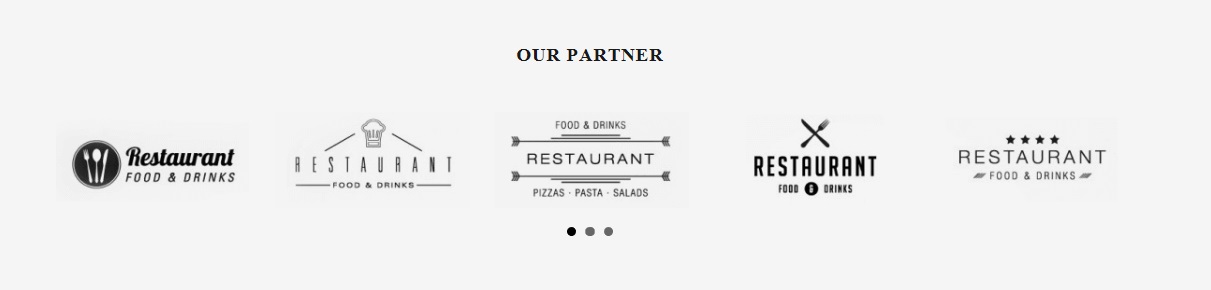 OUR PARTNER
Restaurant
FOOD & DRINKS
RESTAURANT
FOOD & DRINKS
FOOD & DRINKS
RESTAURANT
PIZZAS · PASTA · SALADS
RESTAURANT
FOOD & DRINKS
RESTAURANT
FOOD & DRINKS